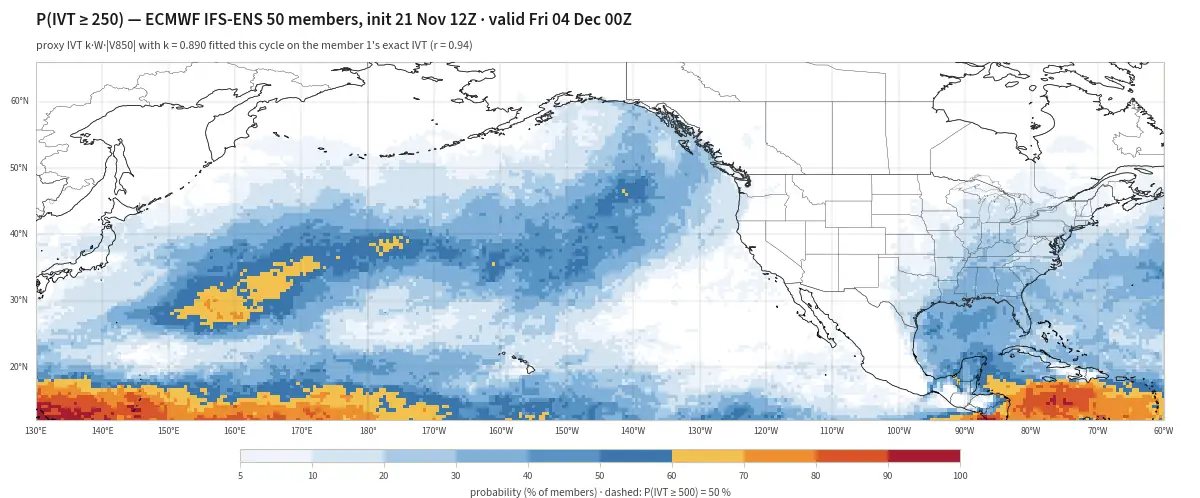 P(IVT ≥ 250) — ECMWF IFS-ENS 50 members, init 21 Nov 12Z · valid Fri 04 Dec 00Z
proxy IVT k·W·|V850| with k = 0.890 fitted this cycle on the member 1's exact IVT (r = 0.94)
60°N
50°N
40°N
30°N
20°N
130°E 140°E 150°E 160°E 170°E 180° 170°W 160°W 150°W 140°W 130°W 120°W 110°W 100°W 90°W 80°W 70°W 60°W
5 10 20 30 40 50 60 70 80 90 100
probability (% of members) · dashed: P(IVT ≥ 500) = 50 %